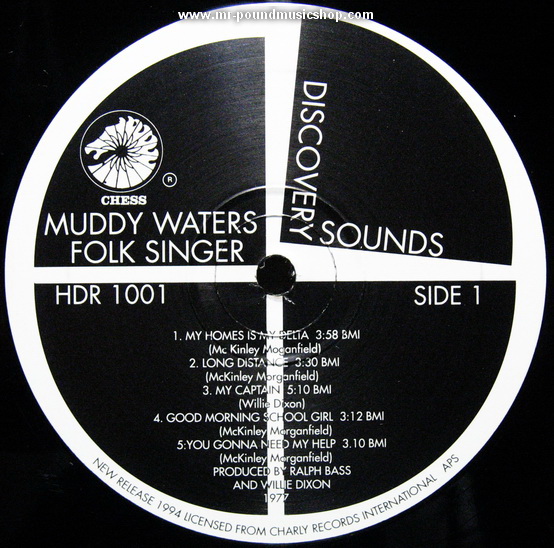 www.mr-poundmusicshop.com
DISCOVERY
SOUNDS
CHESS
®
MUDDY WATERS
FOLK SINGER
HDR 1001
SIDE 1
1. MY HOMES IS MY DELTA 3:58 BMI
(Mc Kinley Moganfield)
2. LONG DISTANCE 3:30 BMI
(McKinley Morganfield)
3. MY CAPTAIN 5:10 BMI
(Willie Dixon)
4. GOOD MORNING SCHOOL GIRL 3:12 BMI
(McKinley Morganfield)
5:YOU GONNA NEED MY HELP 3.10 BMI
(McKinley Morganfield)
PRODUCED BY RALPH BASS
AND WILLIE DIXON
1977
NEW RELEASE 1994 LICENSED FROM CHARLY RECORDS INTERNATIONAL APS